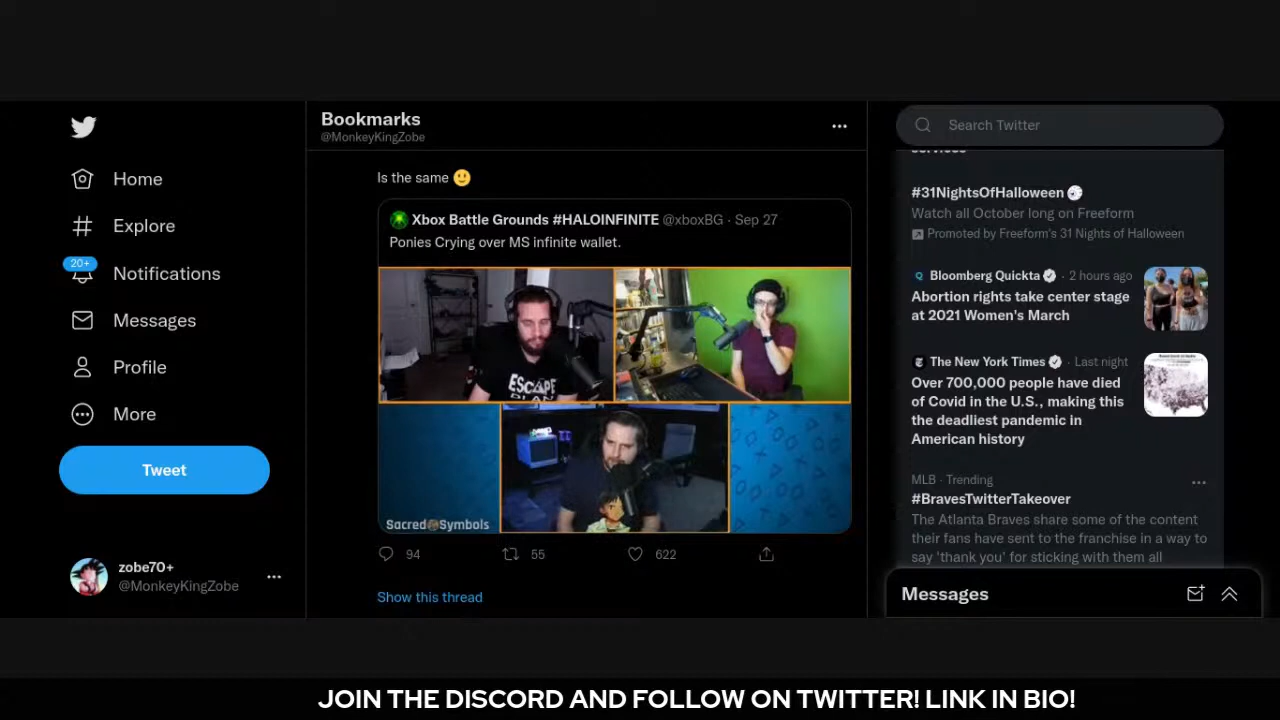 Home
Explore
20+
Notifications
Messages
Profile
More
Tweet
zobe70+
@MonkeyKingZobe
Bookmarks
@MonkeyKingZobe
Is the same
Xbox Battle Grounds #HALOINFINITE @xboxBG · Sep 27
Ponies Crying over MS infinite wallet.
ESCAPE
PLAN
Sacred Symbols
94
55
622
Show this thread
Search Twitter
services
#31NightsOfHalloween
Watch all October long on Freeform
Promoted by Freeform's 31 Nights of Halloween
Bloomberg Quickta · 2 hours ago
Abortion rights take center stage
at 2021 Women's March
The New York Times · Last night
Over 700,000 people have died
of Covid in the U.S., making this
the deadliest pandemic in
American history
MLB · Trending
#BravesTwitterTakeover
The Atlanta Braves share some of the content
their fans have sent to the franchise in a way to
say 'thank you' for sticking with them all
Messages
JOIN THE DISCORD AND FOLLOW ON TWITTER! LINK IN BIO!